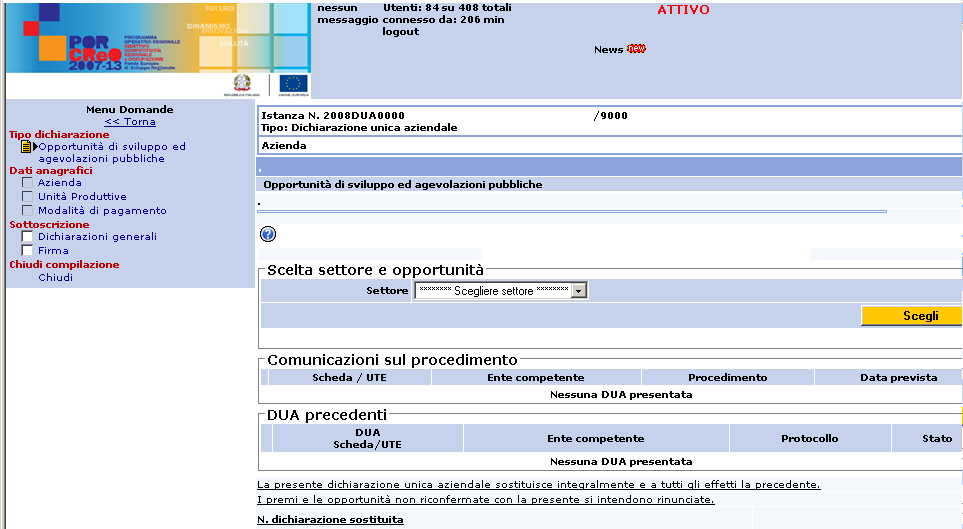 FUTURO
DINAMISMO
INNOVAZIONE
REALTÀ
POR
CReO
2007-13
PROGRAMMA
OPERATIVO REGIONALE
OBIETTIVO
COMPETITIVITÀ
REGIONALE
e OCCUPAZIONE
Fondo Europeo
di Sviluppo Regionale
REPUBBLICA ITALIANA
UNIONE EUROPEA
nessun messaggio
Utenti: 84 su 408 totali
connesso da: 206 min
logout
ATTIVO
News new
Menu Domande
<< Torna
Tipo dichiarazione
Opportunità di sviluppo ed
agevolazioni pubbliche
Dati anagrafici
Azienda
Unità Produttive
Modalità di pagamento
Sottoscrizione
Dichiarazioni generali
Firma
Chiudi compilazione
Chiudi
Istanza N. 2008DUA0000 /9000
Tipo: Dichiarazione unica aziendale
Azienda
.
Opportunità di sviluppo ed agevolazioni pubbliche
.
?
Scelta settore e opportunità
Settore ******** Scegliere settore ********
Scegli
Comunicazioni sul procedimento
Scheda / UTE Ente competente Procedimento Data prevista
Nessuna DUA presentata
DUA precedenti
DUA
Scheda/UTE Ente competente Protocollo Stato
Nessuna DUA presentata
La presente dichiarazione unica aziendale sostituisce integralmente e a tutti gli effetti la precedente.
I premi e le opportunità non riconfermate con la presente si intendono rinunciate.
N. dichiarazione sostituita